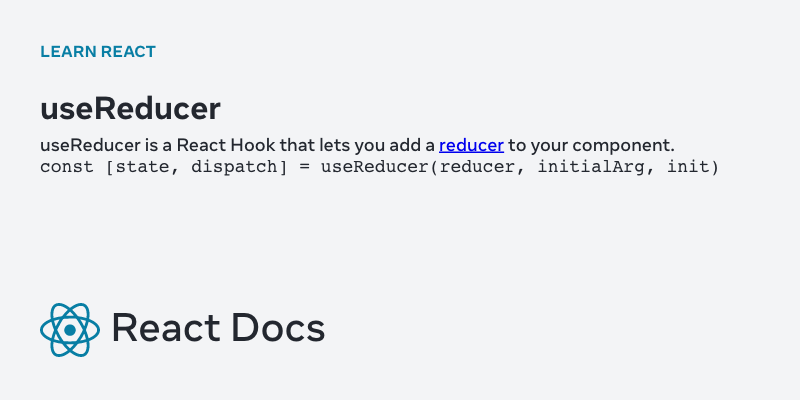 LEARN REACT
useReducer
useReducer is a React Hook that lets you add a reducer to your component.
const [state, dispatch] = useReducer(reducer, initialArg, init)
React Docs